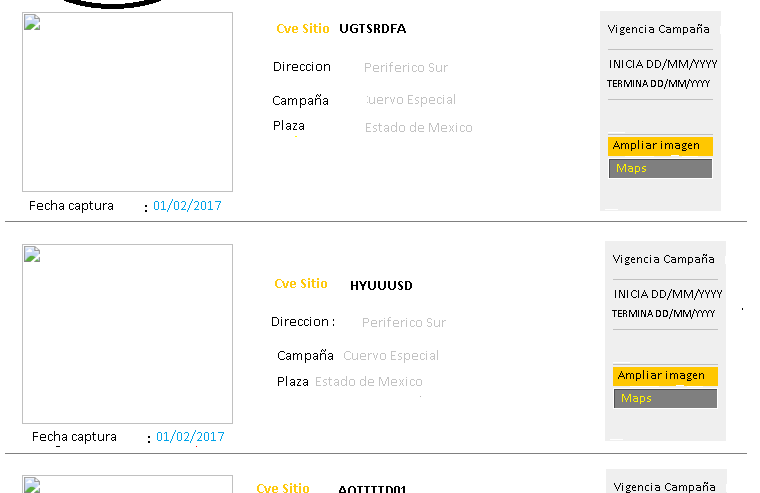 Cve Sitio UGTSRDFA
Direccion Periferico Sur
Campaña Cuervo Especial
Plaza Estado de Mexico
Fecha captura : 01/02/2017
Vigencia Campaña
INICIA DD/MM/YYYY
TERMINA DD/MM/YYYY
Ampliar imagen
Maps
Cve Sitio HYUUUSD
Direccion : Periferico Sur
Campaña Cuervo Especial
Plaza Estado de Mexico
Fecha captura : 01/02/2017
Vigencia Campaña
INICIA DD/MM/YYYY
TERMINA DD/MM/YYYY
Ampliar imagen
Maps
Cve Sitio
Vigencia Campaña